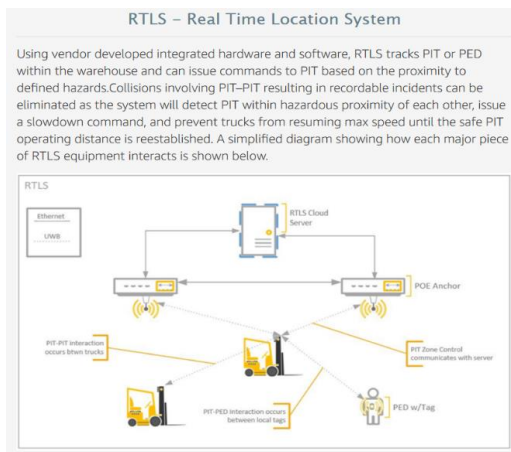 RTLS – Real Time Location System
Using vendor developed integrated hardware and software, RTLS tracks PIT or PED
within the warehouse and can issue commands to PIT based on the proximity to
defined hazards.Collisions involving PIT–PIT resulting in recordable incidents can be
eliminated as the system will detect PIT within hazardous proximity of each other, issue
a slowdown command, and prevent trucks from resuming max speed until the safe PIT
operating distance is reestablished. A simplified diagram showing how each major piece
of RTLS equipment interacts is shown below.
RTLS
Ethernet
UWB
RTLS Cloud
Server
POE Anchor
PIT-PIT interaction
occurs btwn trucks
PIT Zone Control
communicates with server
PIT-PED Interaction occurs
between local tags
PED w/Tag